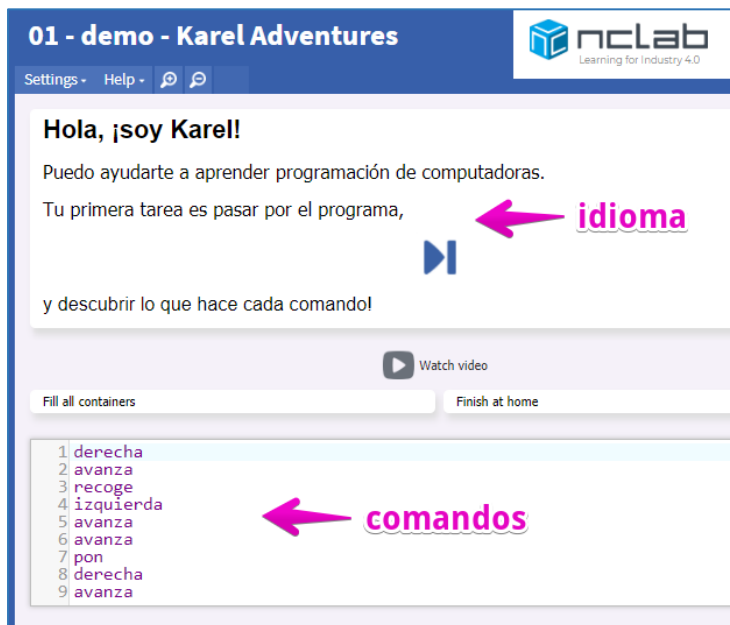 01 - demo - Karel Adventures
nclab
Learning for Industry 4.0
Settings Help
Hola, ¡soy Karel!
Puedo ayudarte a aprender programación de computadoras.
Tu primera tarea es pasar por el programa,
idioma
y descubrir lo que hace cada comando!
Watch video
Fill all containers Finish at home
1 derecha
2 avanza
3 recoge
4 izquierda
5 avanza
comandos
6 avanza
7 pon
8 derecha
9 avanza